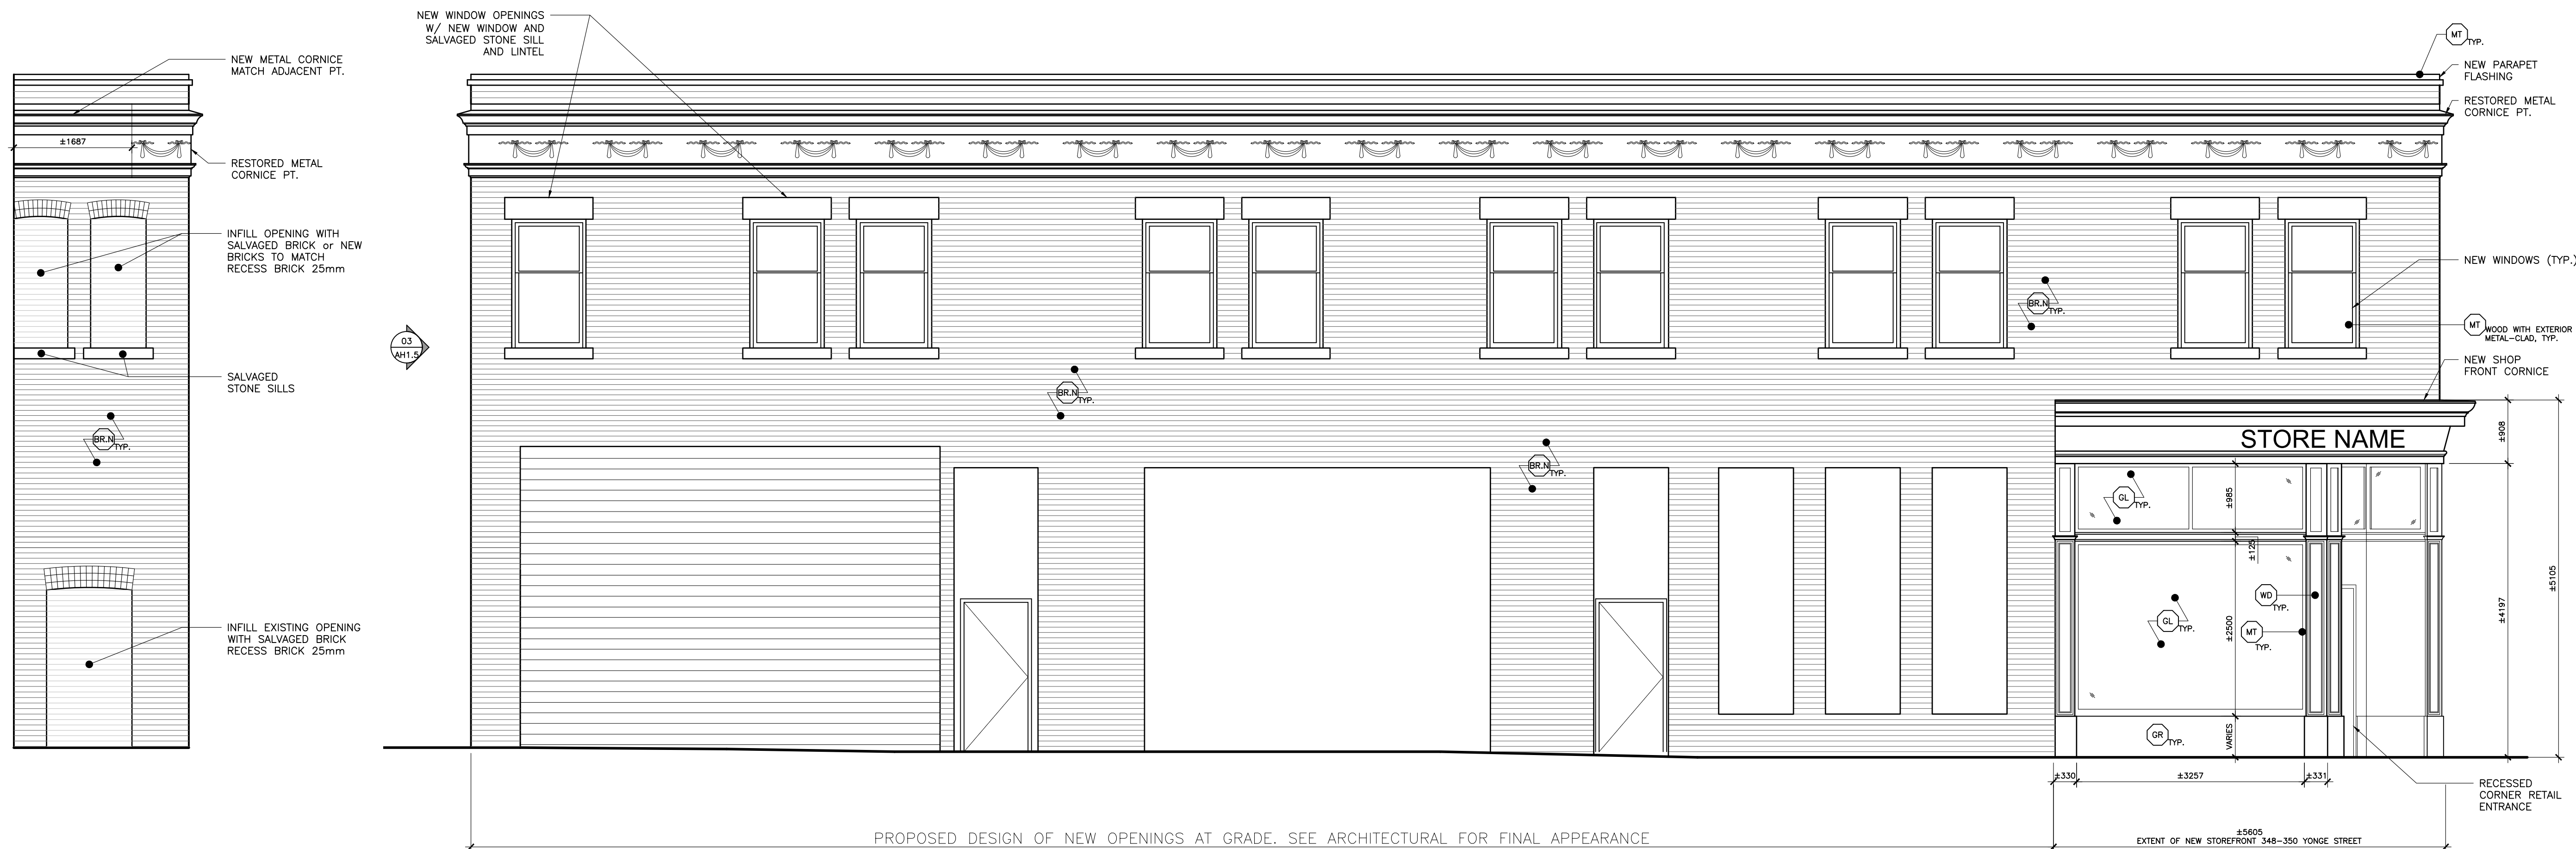 NEW METAL CORNICE
MATCH ADJACENT PT.
±1687
RESTORED METAL
CORNICE PT.
INFILL OPENING WITH
SALVAGED BRICK or NEW
BRICKS TO MATCH
RECESS BRICK 25mm
SALVAGED
STONE SILLS
BR.N
TYP.
INFILL EXISTING OPENING
WITH SALVAGED BRICK
RECESS BRICK 25mm
NEW WINDOW OPENINGS
W/ NEW WINDOW AND
SALVAGED STONE SILL
AND LINTEL
03
AH1.5
BR.N
TYP.
BR.N
TYP.
BR.N
TYP.
MT
TYP.
NEW PARAPET
FLASHING
RESTORED METAL
CORNICE PT.
NEW WINDOWS (TYP.)
MT
WOOD WITH EXTERIOR
METAL-CLAD, TYP.
NEW SHOP
FRONT CORNICE
STORE NAME
±908
GL
TYP.
±985
±125
±5105
±4197
WD
TYP.
GL
TYP.
MT
TYP.
±2500
GR
TYP.
VARIES
±330
±3257
±331
RECESSED
CORNER RETAIL
ENTRANCE
PROPOSED DESIGN OF NEW OPENINGS AT GRADE. SEE ARCHITECTURAL FOR FINAL APPEARANCE
±5605
EXTENT OF NEW STOREFRONT 348-350 YONGE STREET